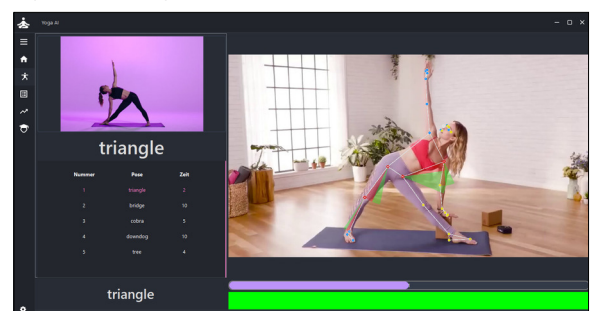 Yoga AI
triangle
Nummer Pose Zeit
1 triangle 2
2 bridge 10
3 cobra 5
4 downdog 10
5 tree 4
triangle